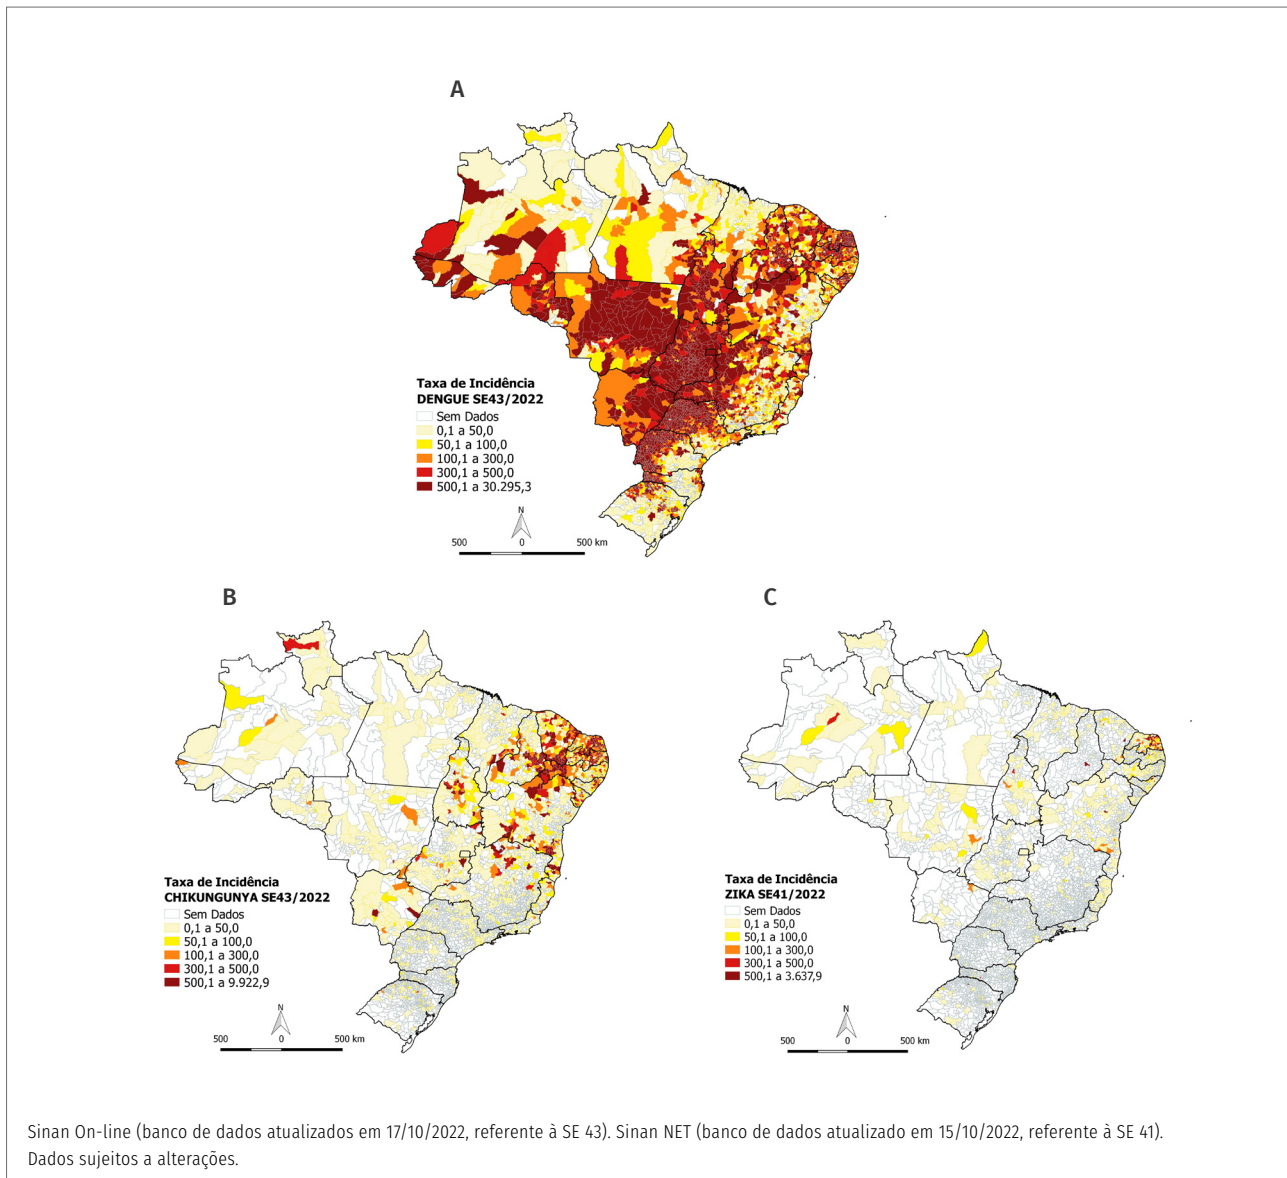 A
Taxa de Incidência
DENGUE SE43/2022
Sem Dados
0,1 a 50,0
50,1 a 100,0
100,1 a 300,0
300,1 a 500,0
500,1 a 30.295,3
N
500 0 500 km
B
Taxa de Incidência
CHIKUNGUNYA SE43/2022
Sem Dados
0,1 a 50,0
50,1 a 100,0
100,1 a 300,0
300,1 a 500,0
500,1 a 9.922,9
N
500 0 500 km
C
Taxa de Incidência
ZIKA SE41/2022
Sem Dados
0,1 a 50,0
50,1 a 100,0
100,1 a 300,0
300,1 a 500,0
500,1 a 3.637,9
N
500 0 500 km
Sinan On-line (banco de dados atualizados em 17/10/2022, referente à SE 43). Sinan NET (banco de dados atualizado em 15/10/2022, referente à SE 41).
Dados sujeitos a alterações.